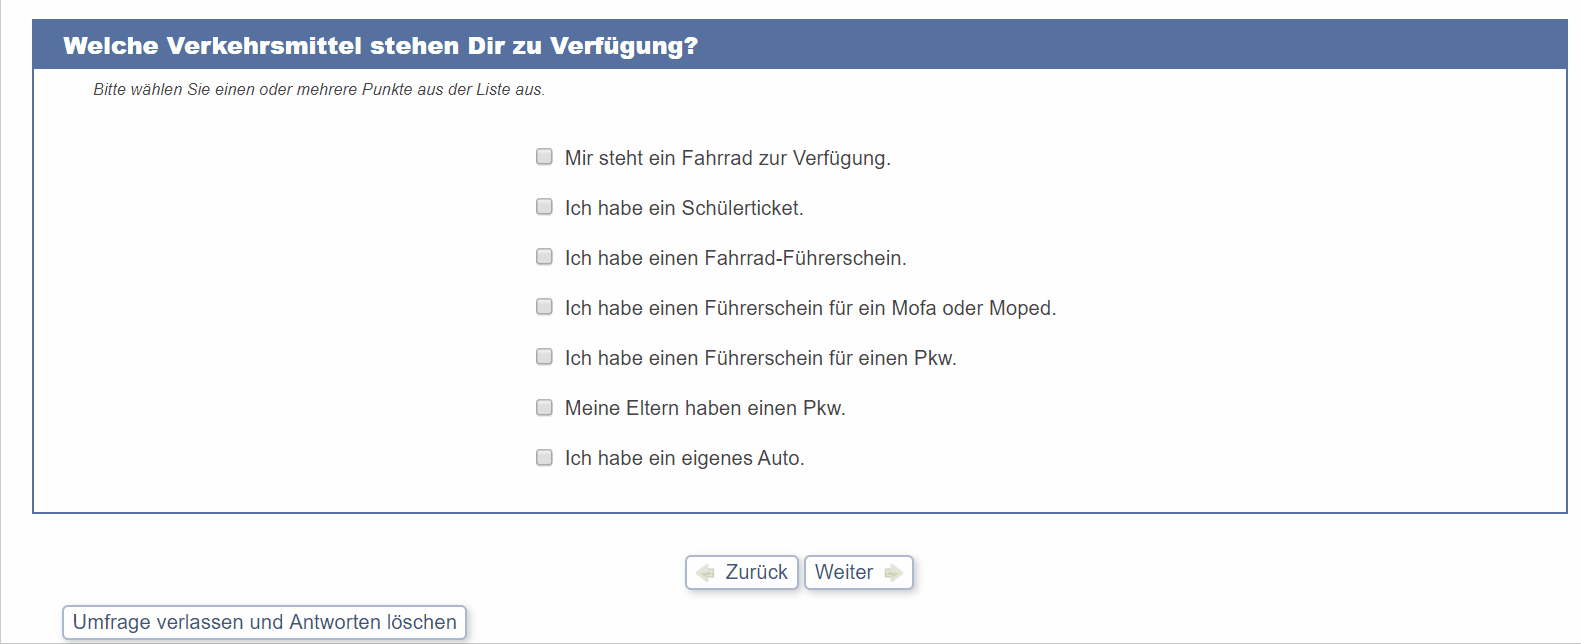 Welche Verkehrsmittel stehen Dir zu Verfügung?
Bitte wählen Sie einen oder mehrere Punkte aus der Liste aus.
Mir steht ein Fahrrad zur Verfügung.
Ich habe ein Schülerticket.
Ich habe einen Fahrrad-Führerschein.
Ich habe einen Führerschein für ein Mofa oder Moped.
Ich habe einen Führerschein für einen Pkw.
Meine Eltern haben einen Pkw.
Ich habe ein eigenes Auto.
Zurück
Weiter
Umfrage verlassen und Antworten löschen